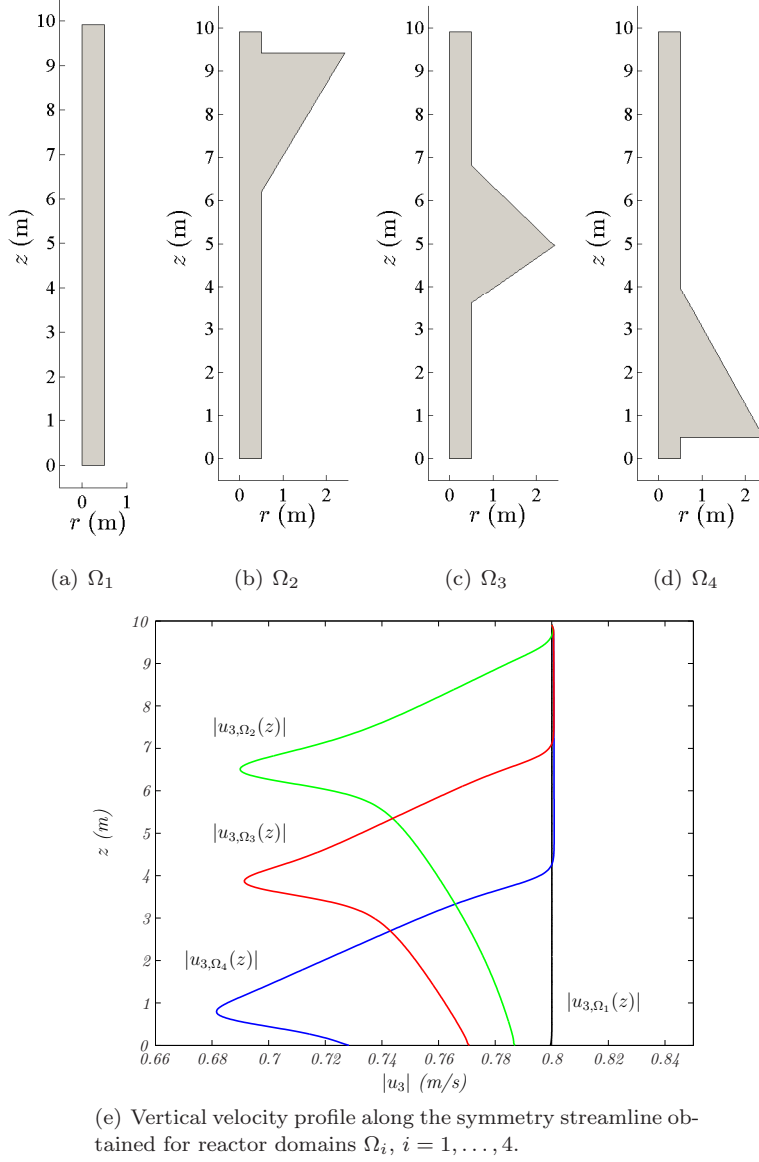 10
9
8
7
6
5
4
3
2
1
0
z (m)
0 1
r (m)
10
9
8
7
6
5
4
3
2
1
0
z (m)
0 1 2
r (m)
10
9
8
7
6
5
4
3
2
1
0
z (m)
0 1 2
r (m)
10
9
8
7
6
5
4
3
2
1
0
z (m)
0 1 2
r (m)
(a) Ω₁ (b) Ω₂ (c) Ω₃ (d) Ω₄
10
9
8
7
6
5
4
3
2
1
0
z (m)
|u₃,Ω₂(z)|
|u₃,Ω₃(z)|
|u₃,Ω₄(z)|
|u₃,Ω₁(z)|
0.66 0.68 0.7 0.72 0.74 0.76 0.78 0.8 0.82 0.84
|u₃| (m/s)
(e) Vertical velocity profile along the symmetry streamline ob-
tained for reactor domains Ωᵢ, i = 1, . . . , 4.